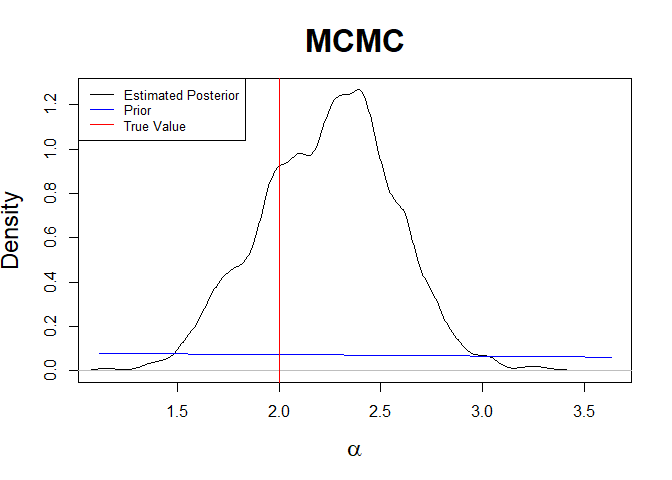 MCMC
Estimated Posterior
Prior
True Value
Density
0.0 0.2 0.4 0.6 0.8 1.0 1.2
1.5 2.0 2.5 3.0 3.5
α